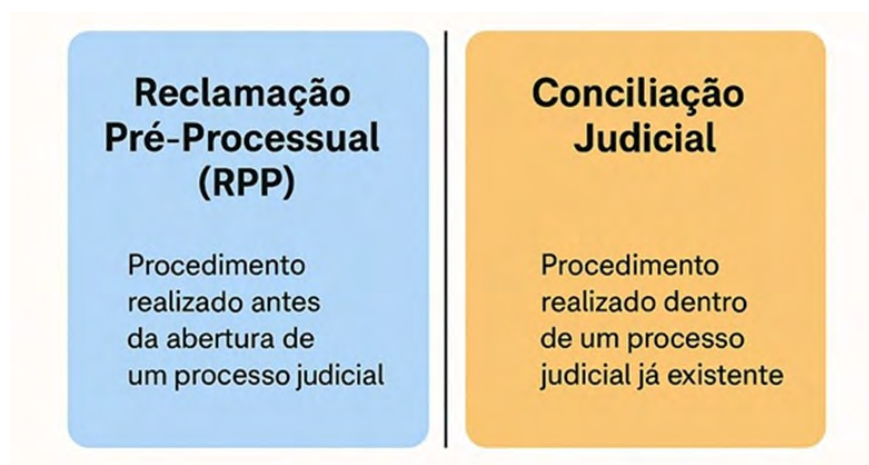 Reclamação
Pré-Processual
(RPP)
Procedimento
realizado antes
da abertura de
um processo judicial
Conciliação
Judicial
Procedimento
realizado dentro
de um processo
judicial já existente